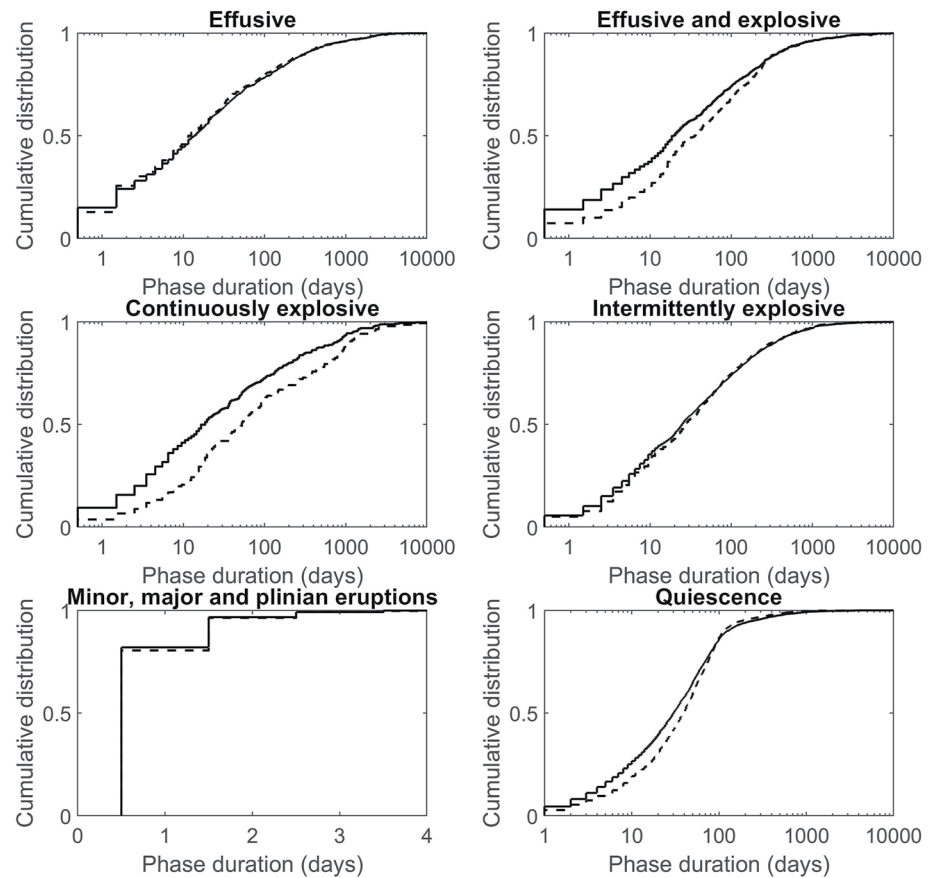 Effusive
Cumulative distribution
1
0.5
0
1 10 100 1000 10000
Phase duration (days)
Effusive and explosive
Cumulative distribution
1
0.5
0
1 10 100 1000 10000
Phase duration (days)
Continuously explosive
Cumulative distribution
1
0.5
0
1 10 100 1000 10000
Phase duration (days)
Intermittently explosive
Cumulative distribution
1
0.5
0
1 10 100 1000 10000
Phase duration (days)
Minor, major and plinian eruptions
Cumulative distribution
1
0.5
0
0 1 2 3 4
Phase duration (days)
Quiescence
Cumulative distribution
1
0.5
0
1 10 100 1000 10000
Phase duration (days)